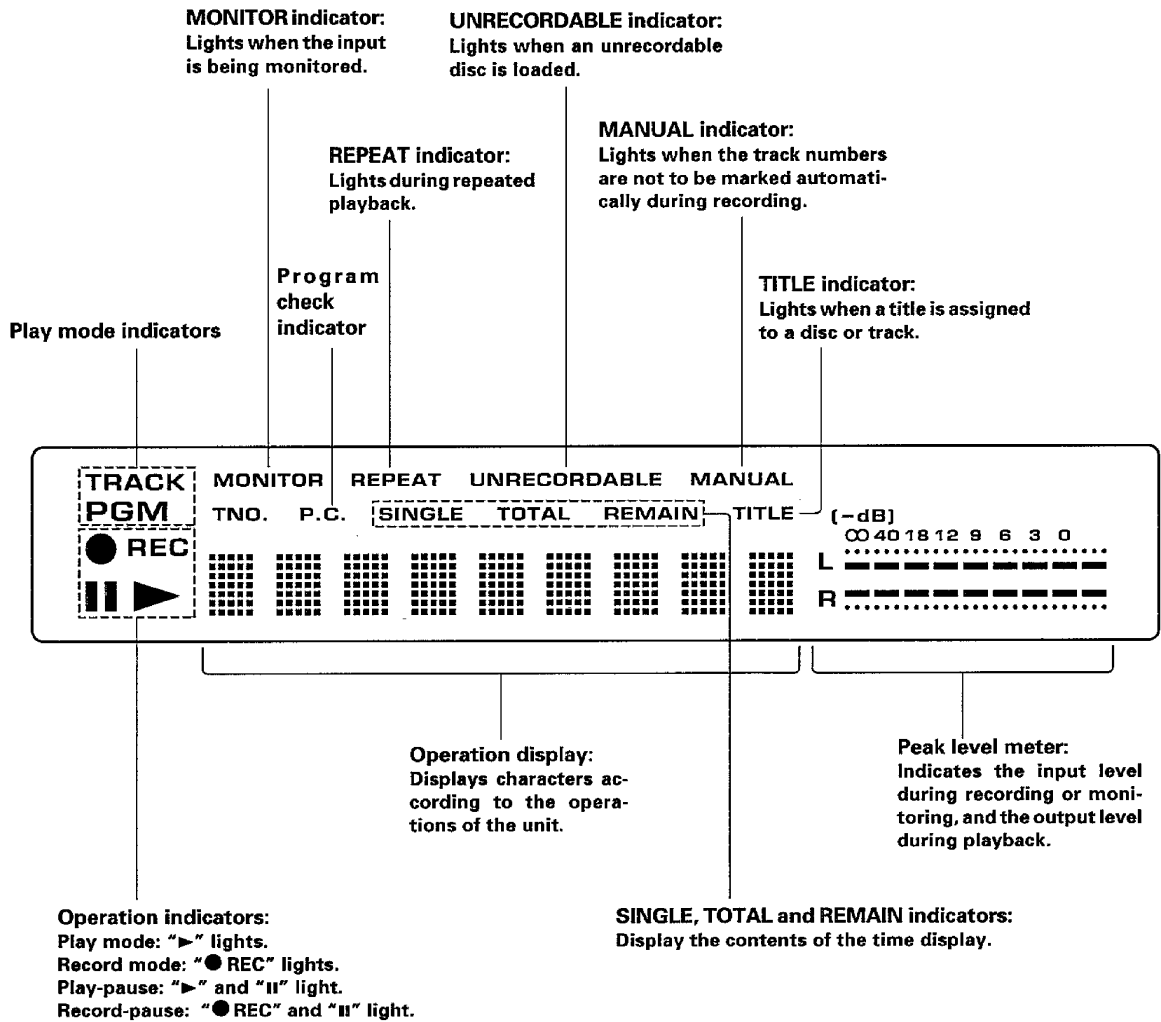 MONITOR indicator:
Lights when the input
is being monitored.
UNRECORDABLE indicator:
Lights when an unrecordable
disc is loaded.
REPEAT indicator:
Lights during repeated
playback.
MANUAL indicator:
Lights when the track numbers
are not to be marked automati-
cally during recording.
Program
check
indicator
TITLE indicator:
Lights when a title is assigned
to a disc or track.
Play mode indicators
TRACK MONITOR REPEAT UNRECORDABLE MANUAL
PGM TNO. P.C. SINGLE TOTAL REMAIN TITLE (-dB)
● REC ∞ 40 18 12 9 6 3 0
L
R
Operation display:
Displays characters ac-
cording to the opera-
tions of the unit.
Peak level meter:
Indicates the input level
during recording or moni-
toring, and the output level
during playback.
Operation indicators:
Play mode: "►" lights.
Record mode: "● REC" lights.
Play-pause: "►" and "II" light.
Record-pause: "● REC" and "II" light.
SINGLE, TOTAL and REMAIN indicators:
Display the contents of the time display.